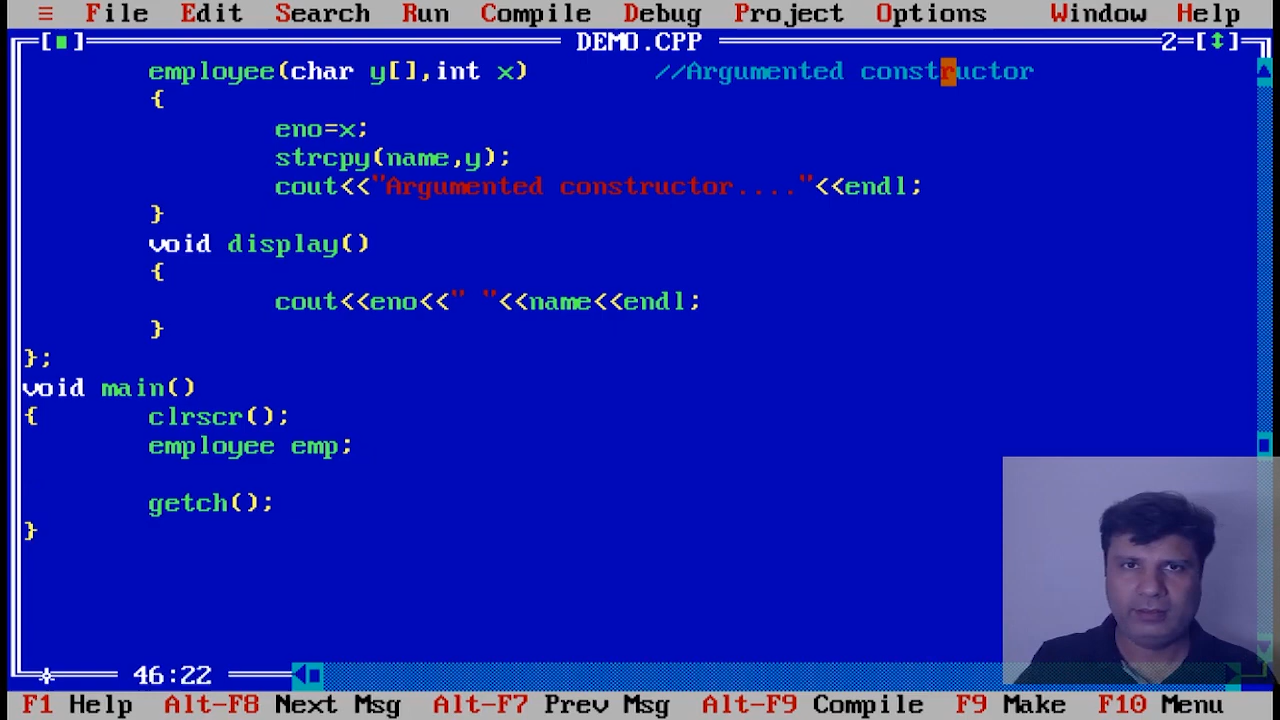 ≡ File Edit Search Run Compile Debug Project Options Window Help
[■] DEMO.CPP 2=[↕]
employee(char y[],int x) //Argumented constructor
{
eno=x;
strcpy(name,y);
cout<<"Argumented constructor...."<<endl;
}
void display()
{
cout<<eno<<" "<<name<<endl;
}
};
void main()
{ clrscr();
employee emp;
getch();
}
46:22
F1 Help Alt-F8 Next Msg Alt-F7 Prev Msg Alt-F9 Compile F9 Make F10 Menu